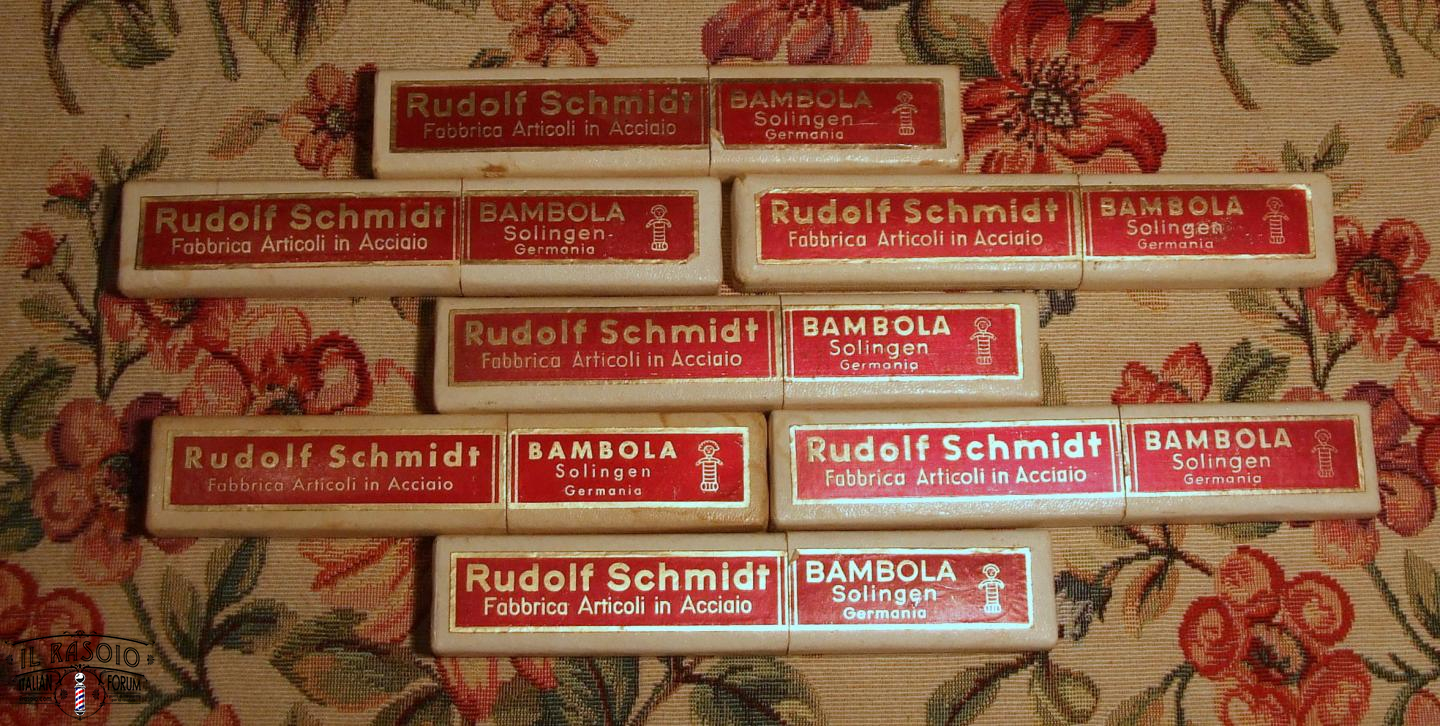 Rudolf Schmidt
Fabbrica Articoli in Acciaio
BAMBOLA
Solingen
Germania
Rudolf Schmidt
Fabbrica Articoli in Acciaio
BAMBOLA
Solingen
Germania
Rudolf Schmidt
Fabbrica Articoli in Acciaio
BAMBOLA
Solingen
Germania
Rudolf Schmidt
Fabbrica Articoli in Acciaio
BAMBOLA
Solingen
Germania
Rudolf Schmidt
Fabbrica Articoli in Acciaio
BAMBOLA
Solingen
Germania
Rudolf Schmidt
Fabbrica Articoli in Acciaio
BAMBOLA
Solingen
Germania
Rudolf Schmidt
Fabbrica Articoli in Acciaio
BAMBOLA
Solingen
Germania
IL RASOIO
ITALIAN FORUM